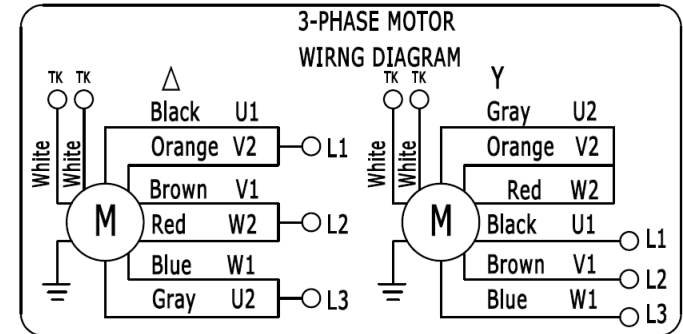 3-PHASE MOTOR
WIRNG DIAGRAM
TK TK
Δ
White
White
Black U1
Orange V2
L1
Brown V1
Red W2
L2
Blue W1
Gray U2
L3
M
TK TK
Y
White
White
Gray U2
Orange V2
Red W2
Black U1
L1
Brown V1
L2
Blue W1
L3
M